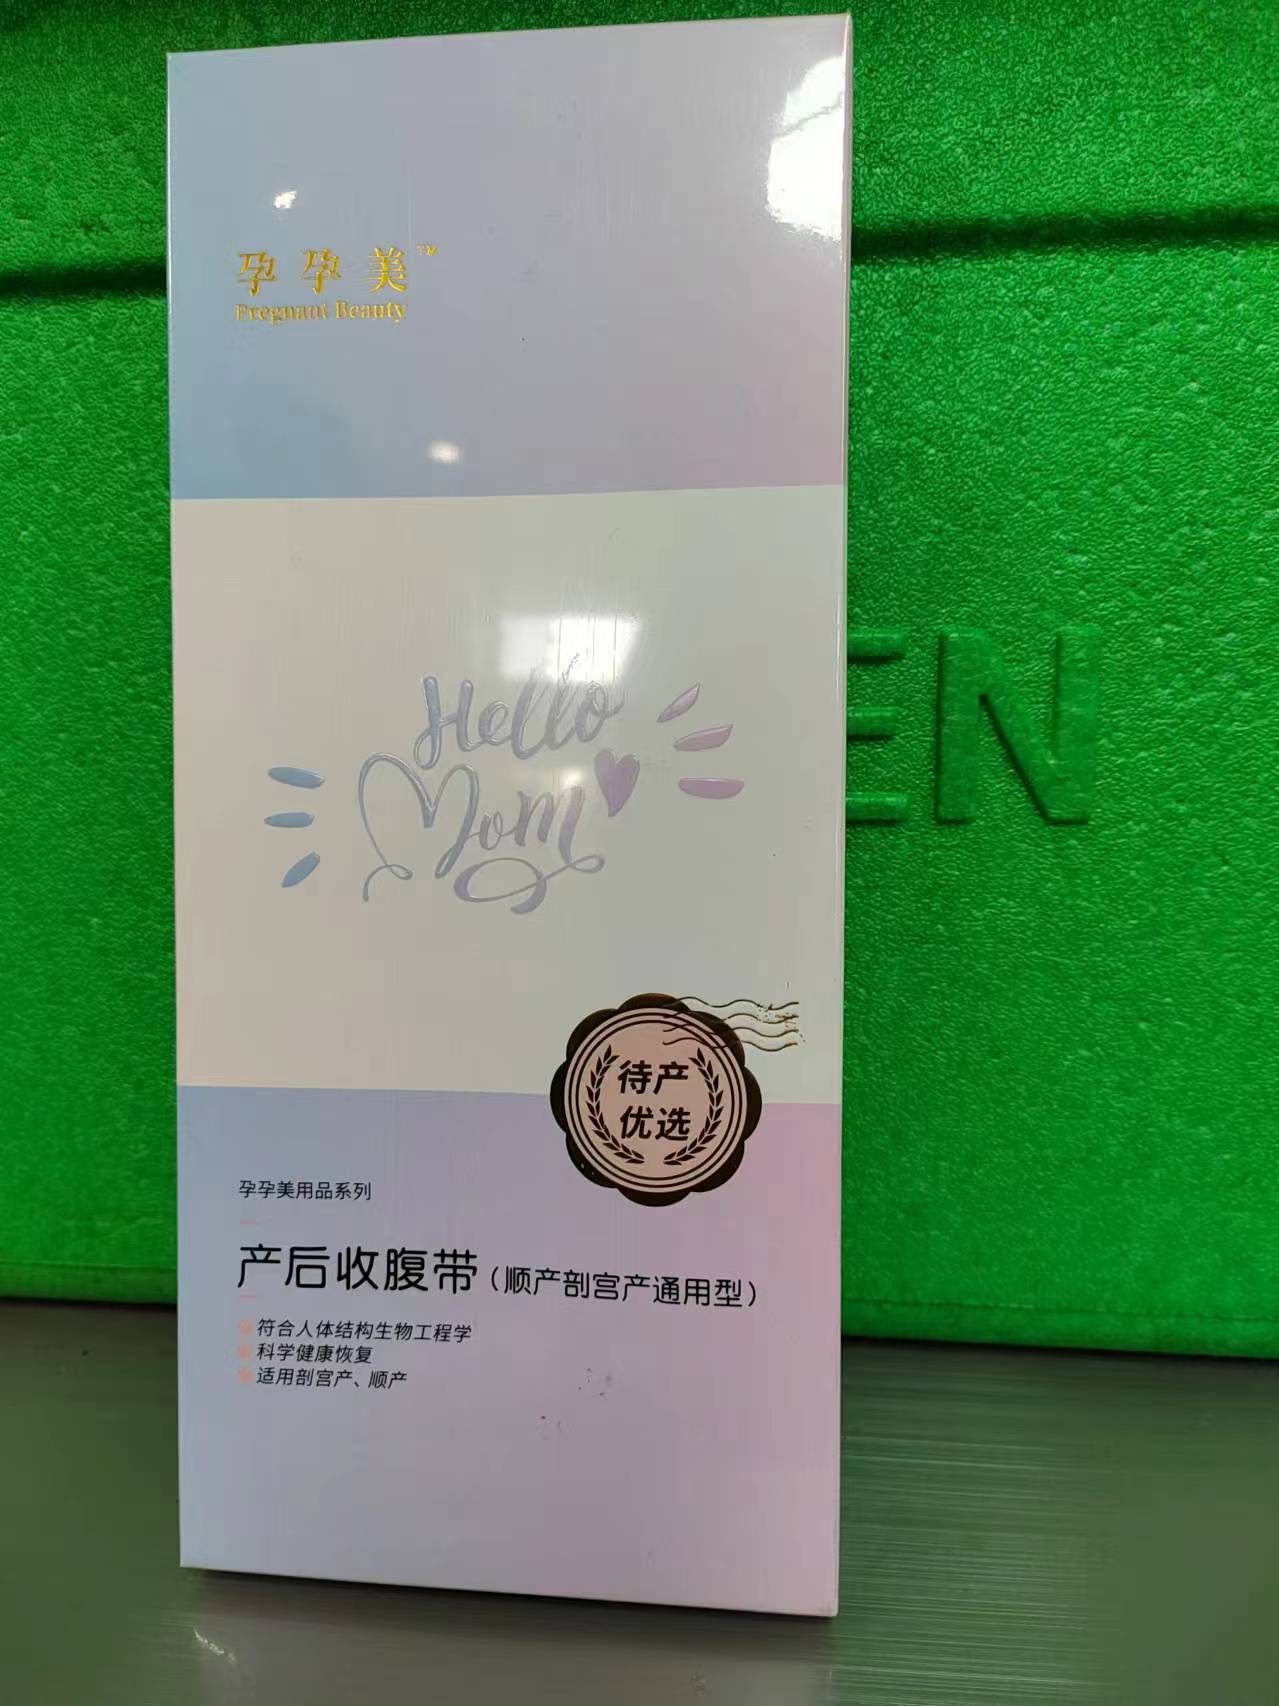 孕孕美™
Pregnant Beauty
Hello
Mom
EN
待产
优选
孕孕美用品系列
产后收腹带（顺产剖宫产通用型）
符合人体结构生物工程学
科学健康恢复
适用剖宫产、顺产